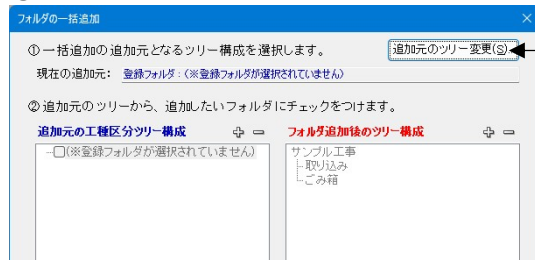 フォルダの一括追加
①一括追加の追加元となるツリー構成を選択します。
追加元のツリー変更(S)
現在の追加元： 登録フォルダ：(※登録フォルダが選択されていません)
②追加元のツリーから、追加したいフォルダにチェックをつけます。
追加元の工種区分ツリー構成
フォルダ追加後のツリー構成
(※登録フォルダが選択されていません)
サンプル工事
取り込み
ごみ箱